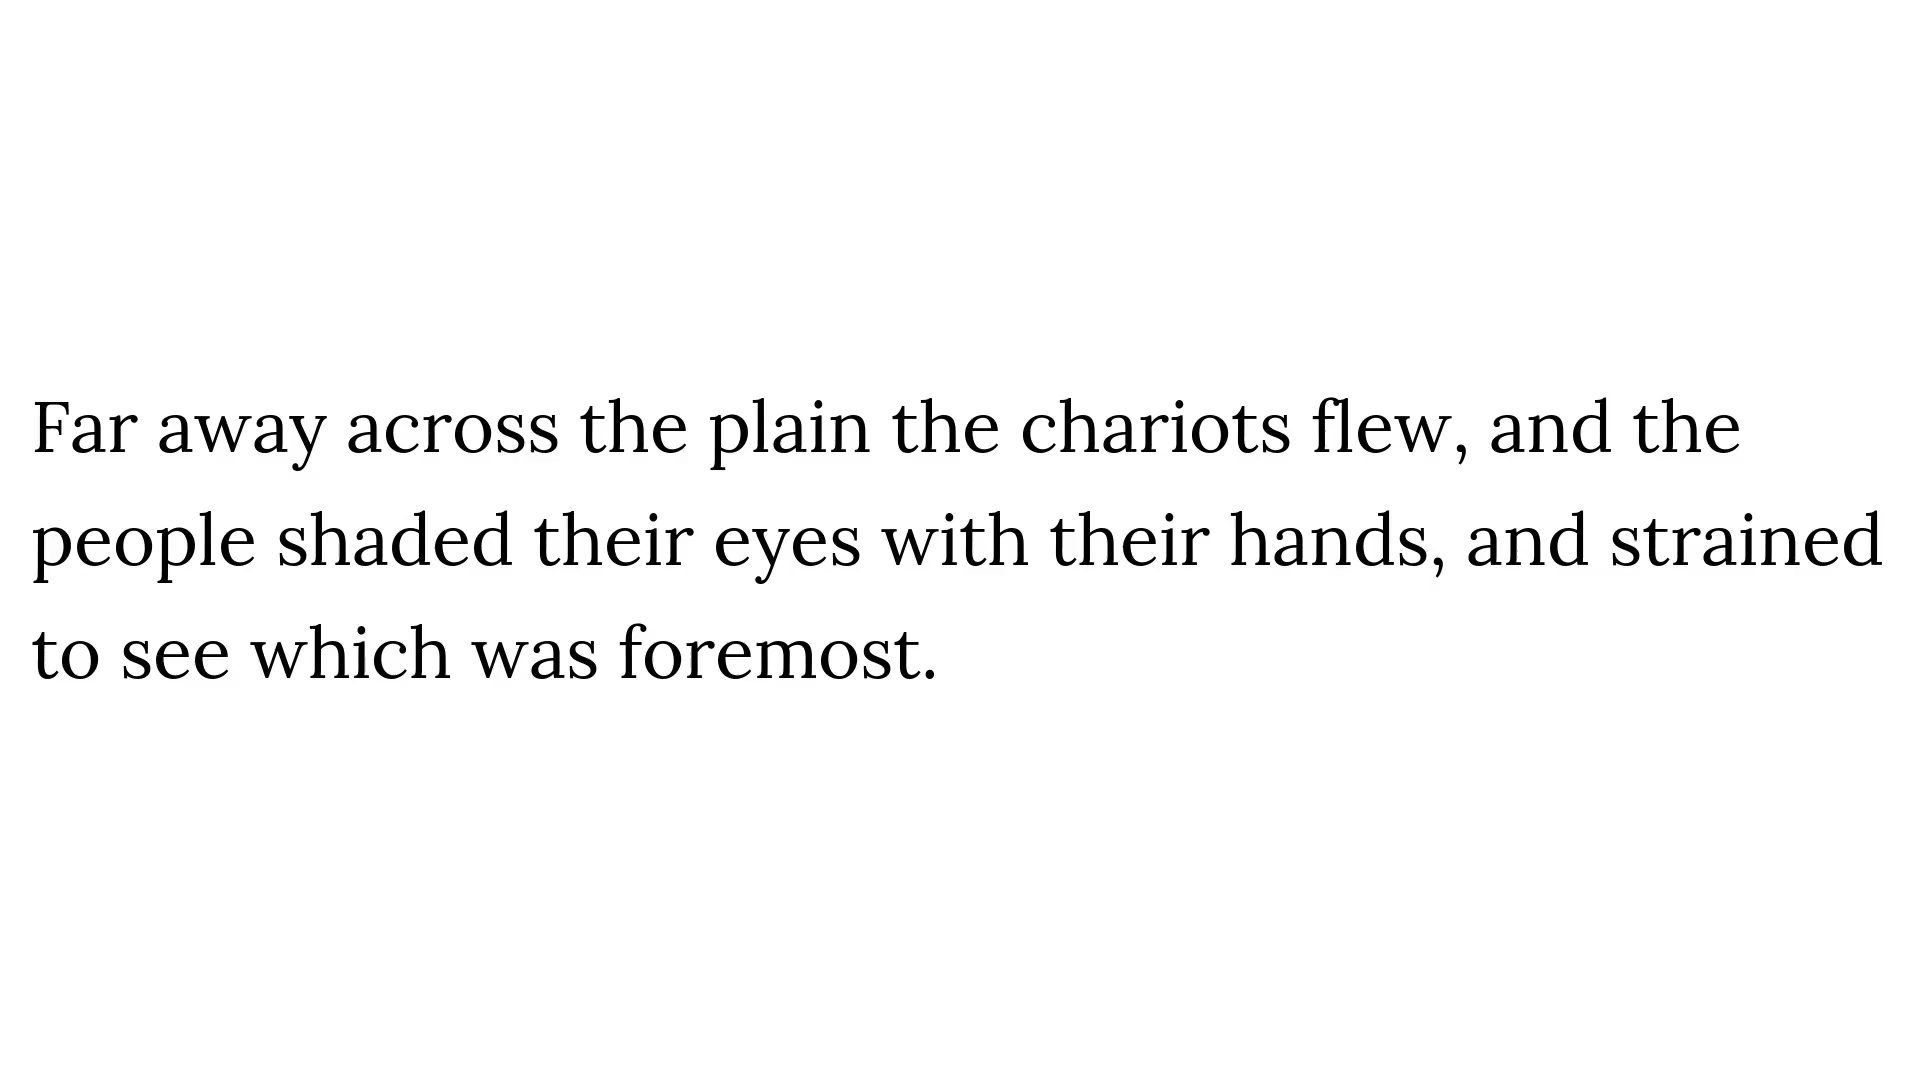 Far away across the plain the chariots flew, and the
people shaded their eyes with their hands, and strained
to see which was foremost.